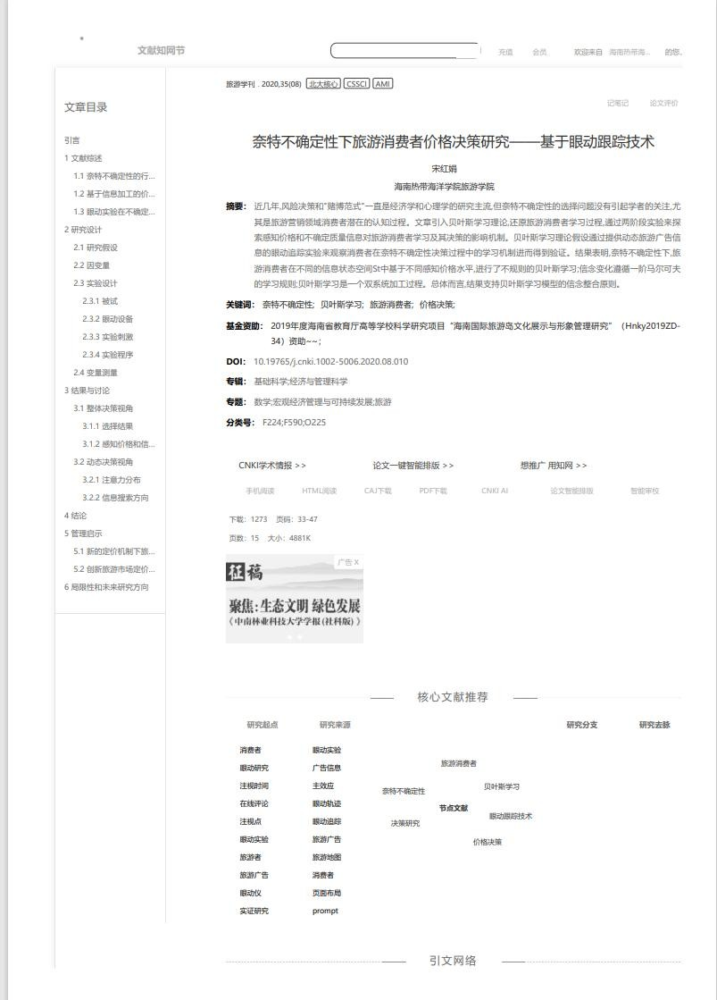 文献知网节
充值 会员 欢迎来自 海南热带海... 的您,
文章目录
引言
1 文献综述
1.1 奈特不确定性的行...
1.2 基于信息加工的价...
1.3 眼动实验在不确定...
2 研究设计
2.1 研究假设
2.2 因变量
2.3 实验设计
2.3.1 被试
2.3.2 眼动设备
2.3.3 实验刺激
2.3.4 实验程序
2.4 变量测量
3 结果与讨论
3.1 整体决策视角
3.1.1 选择结果
3.1.2 感知价格和信...
3.2 动态决策视角
3.2.1 注意力分布
3.2.2 信息搜索方向
4 结论
5 管理启示
5.1 新的定价机制下旅...
5.2 创新旅游市场定价...
6 局限性和未来研究方向
旅游学刊 . 2020,35(08) 北大核心 CSSCI AMI
记笔记 论文评价
奈特不确定性下旅游消费者价格决策研究——基于眼动跟踪技术
宋红娟
海南热带海洋学院旅游学院
摘要： 近几年,风险决策和"赌博范式"一直是经济学和心理学的研究主流,但奈特不确定性的选择问题没有引起学者的关注,尤
其是旅游营销领域消费者潜在的认知过程。文章引入贝叶斯学习理论,还原旅游消费者学习过程,通过两阶段实验来探
索感知价格和不确定质量信息对旅游消费者学习及其决策的影响机制。贝叶斯学习理论假设通过提供动态旅游广告信
息的眼动追踪实验来观察消费者在奈特不确定性决策过程中的学习机制进而得到验证。结果表明,奈特不确定性下,旅
游消费者在不同的信息状态空间St中基于不同感知价格水平,进行了不规则的贝叶斯学习;信念变化遵循一阶马尔可夫
的学习规则;贝叶斯学习是一个双系统加工过程。总体而言,结果支持贝叶斯学习模型的信念整合原则。
关键词： 奈特不确定性; 贝叶斯学习; 旅游消费者; 价格决策;
基金资助： 2019年度海南省教育厅高等学校科学研究项目“海南国际旅游岛文化展示与形象管理研究”（Hnky2019ZD-
34）资助~~;
DOI： 10.19765/j.cnki.1002-5006.2020.08.010
专辑： 基础科学;经济与管理科学
专题： 数学;宏观经济管理与可持续发展;旅游
分类号： F224;F590;O225
CNKI学术情报 >> 论文一键智能排版 >> 想推广 用知网 >>
手机阅读 HTML阅读 CAJ下载 PDF下载 CNKI AI 论文智能排版 智能审校
下载：1273 页码：33-47
页数：15 大小：4881K
广告 X
征稿
聚焦:生态文明 绿色发展
《中南林业科技大学学报(社科版)》
核心文献推荐
研究起点 研究来源 研究分支 研究去脉
消费者 眼动实验
眼动研究 广告信息
注视时间 主效应
在线评论 眼动轨迹
注视点 眼动追踪
眼动实验 旅游广告
旅游者 旅游地图
旅游广告 消费者
眼动仪 页面布局
实证研究 prompt
旅游消费者
奈特不确定性 贝叶斯学习
节点文献
决策研究 眼动跟踪技术
价格决策
引文网络